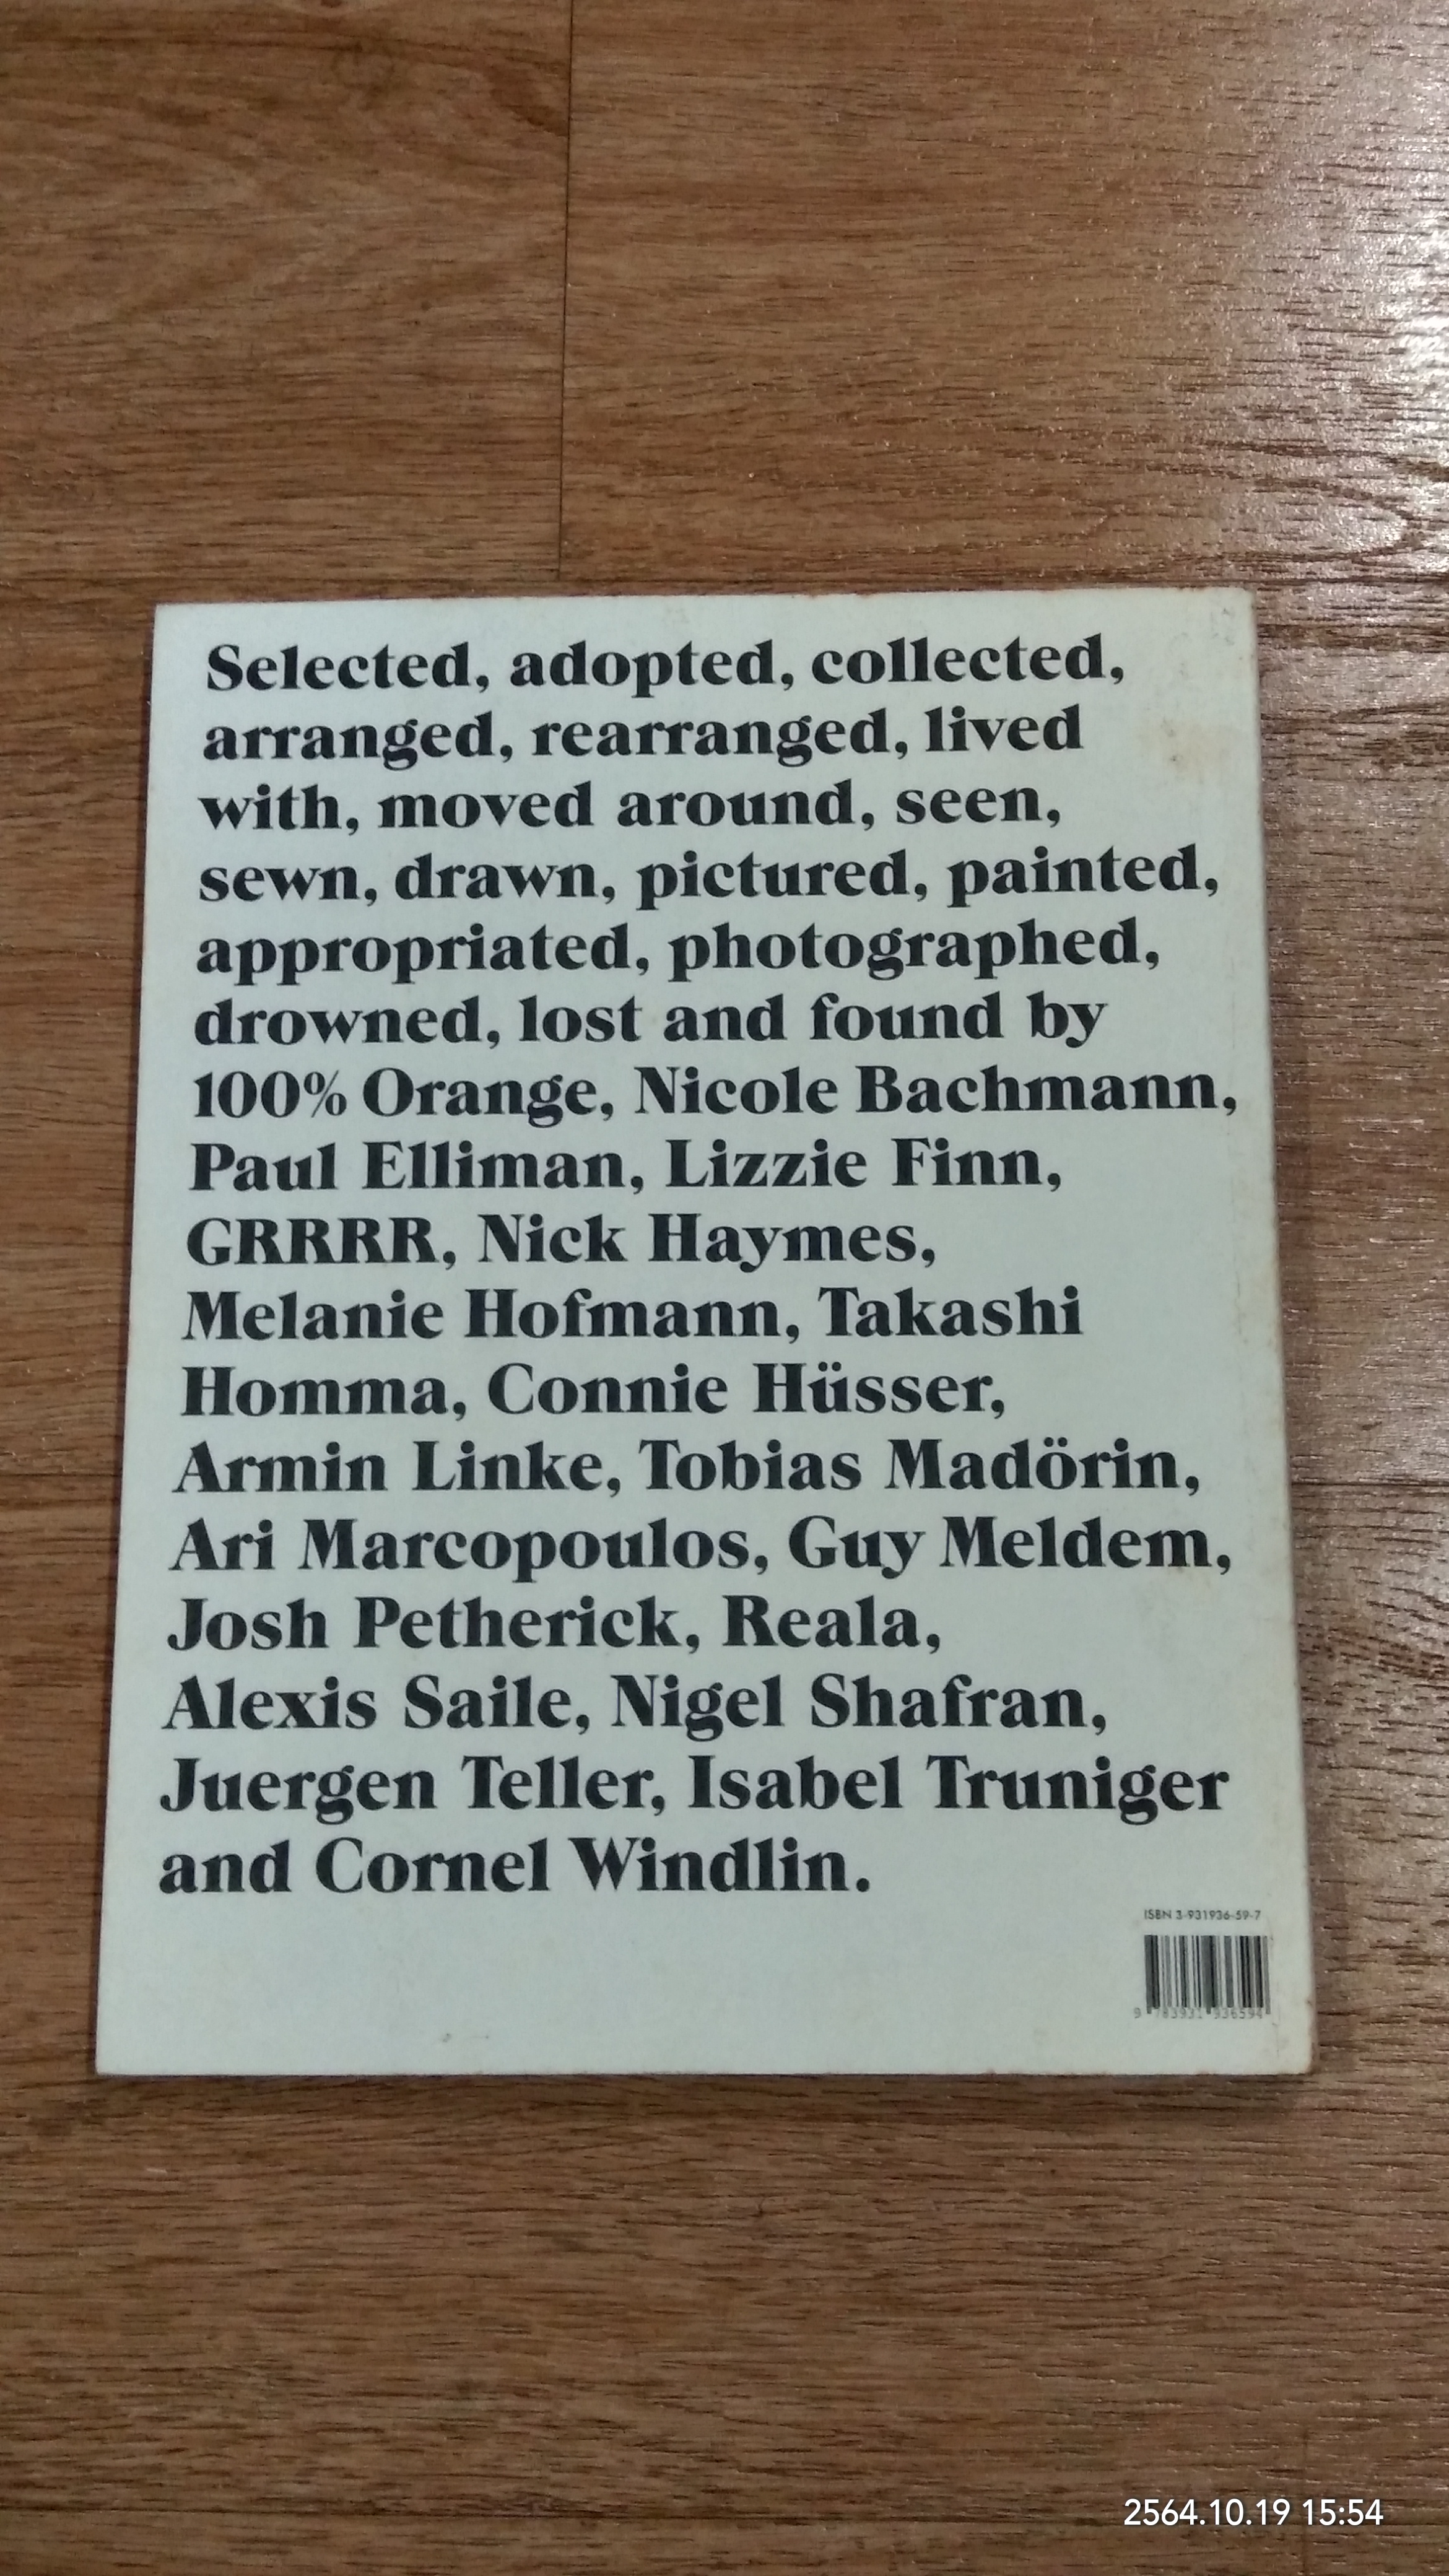 Selected, adopted, collected,
arranged, rearranged, lived
with, moved around, seen,
sewn, drawn, pictured, painted,
appropriated, photographed,
drowned, lost and found by
100% Orange, Nicole Bachmann,
Paul Elliman, Lizzie Finn,
GRRRR, Nick Haymes,
Melanie Hofmann, Takashi
Homma, Connie Hüsser,
Armin Linke, Tobias Madörin,
Ari Marcopoulos, Guy Meldem,
Josh Petherick, Reala,
Alexis Saile, Nigel Shafran,
Juergen Teller, Isabel Truniger
and Cornel Windlin.
ISBN 3-931936-59-7
9 783931 936594
2564.10.19 15:54